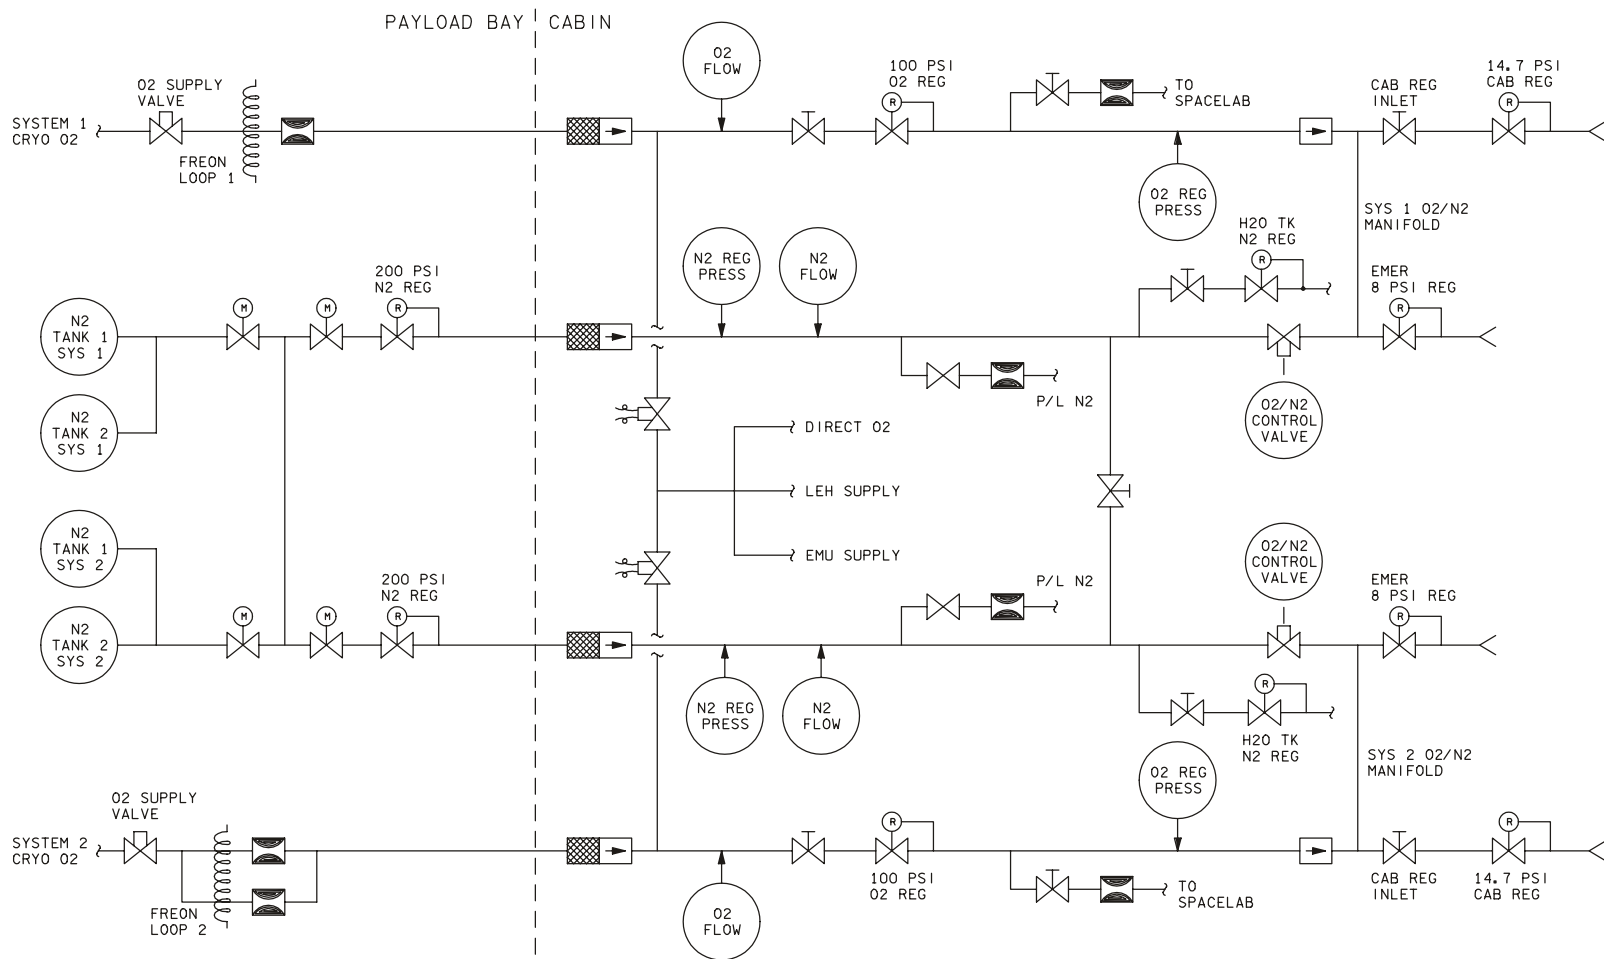 PAYLOAD BAY
CABIN
O2
FLOW
O2 SUPPLY
VALVE
100 PSI
O2 REG
TO
SPACELAB
CAB REG
INLET
14.7 PSI
CAB REG
R
R
SYSTEM 1
CRYO O2
FREON
LOOP 1
O2 REG
PRESS
SYS 1 O2/N2
MANIFOLD
H2O TK
N2 REG
R
N2 REG
PRESS
N2
FLOW
200 PSI
N2 REG
EMER
8 PSI REG
N2
TANK 1
SYS 1
M
M
R
R
P/L N2
N2
TANK 2
SYS 1
O2/N2
CONTROL
VALVE
DIRECT O2
LEH SUPPLY
EMU SUPPLY
N2
TANK 1
SYS 2
O2/N2
CONTROL
VALVE
200 PSI
N2 REG
P/L N2
EMER
8 PSI REG
N2
TANK 2
SYS 2
M
M
R
R
N2 REG
PRESS
N2
FLOW
R
H2O TK
N2 REG
SYS 2 O2/N2
MANIFOLD
O2 REG
PRESS
O2 SUPPLY
VALVE
R
R
SYSTEM 2
CRYO O2
FREON
LOOP 2
O2
FLOW
100 PSI
O2 REG
TO
SPACELAB
CAB REG
INLET
14.7 PSI
CAB REG